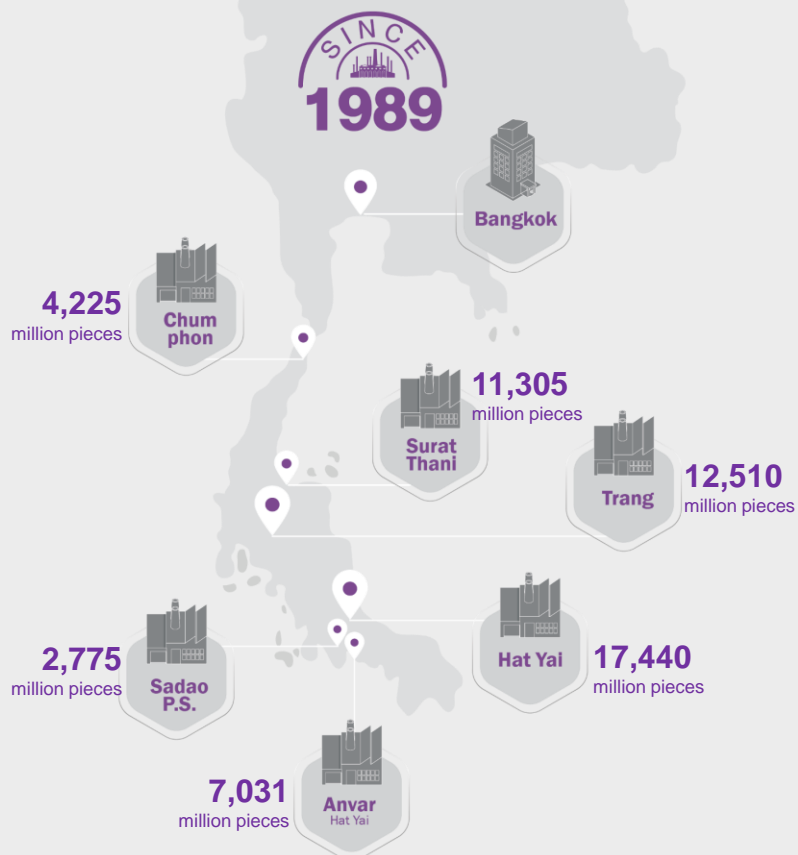 SINCE
1989
Bangkok
4,225
million pieces
Chum
phon
11,305
million pieces
Surat
Thani
12,510
million pieces
Trang
2,775
million pieces
Sadao
P.S.
Hat Yai
17,440
million pieces
7,031
million pieces
Anvar
Hat Yai